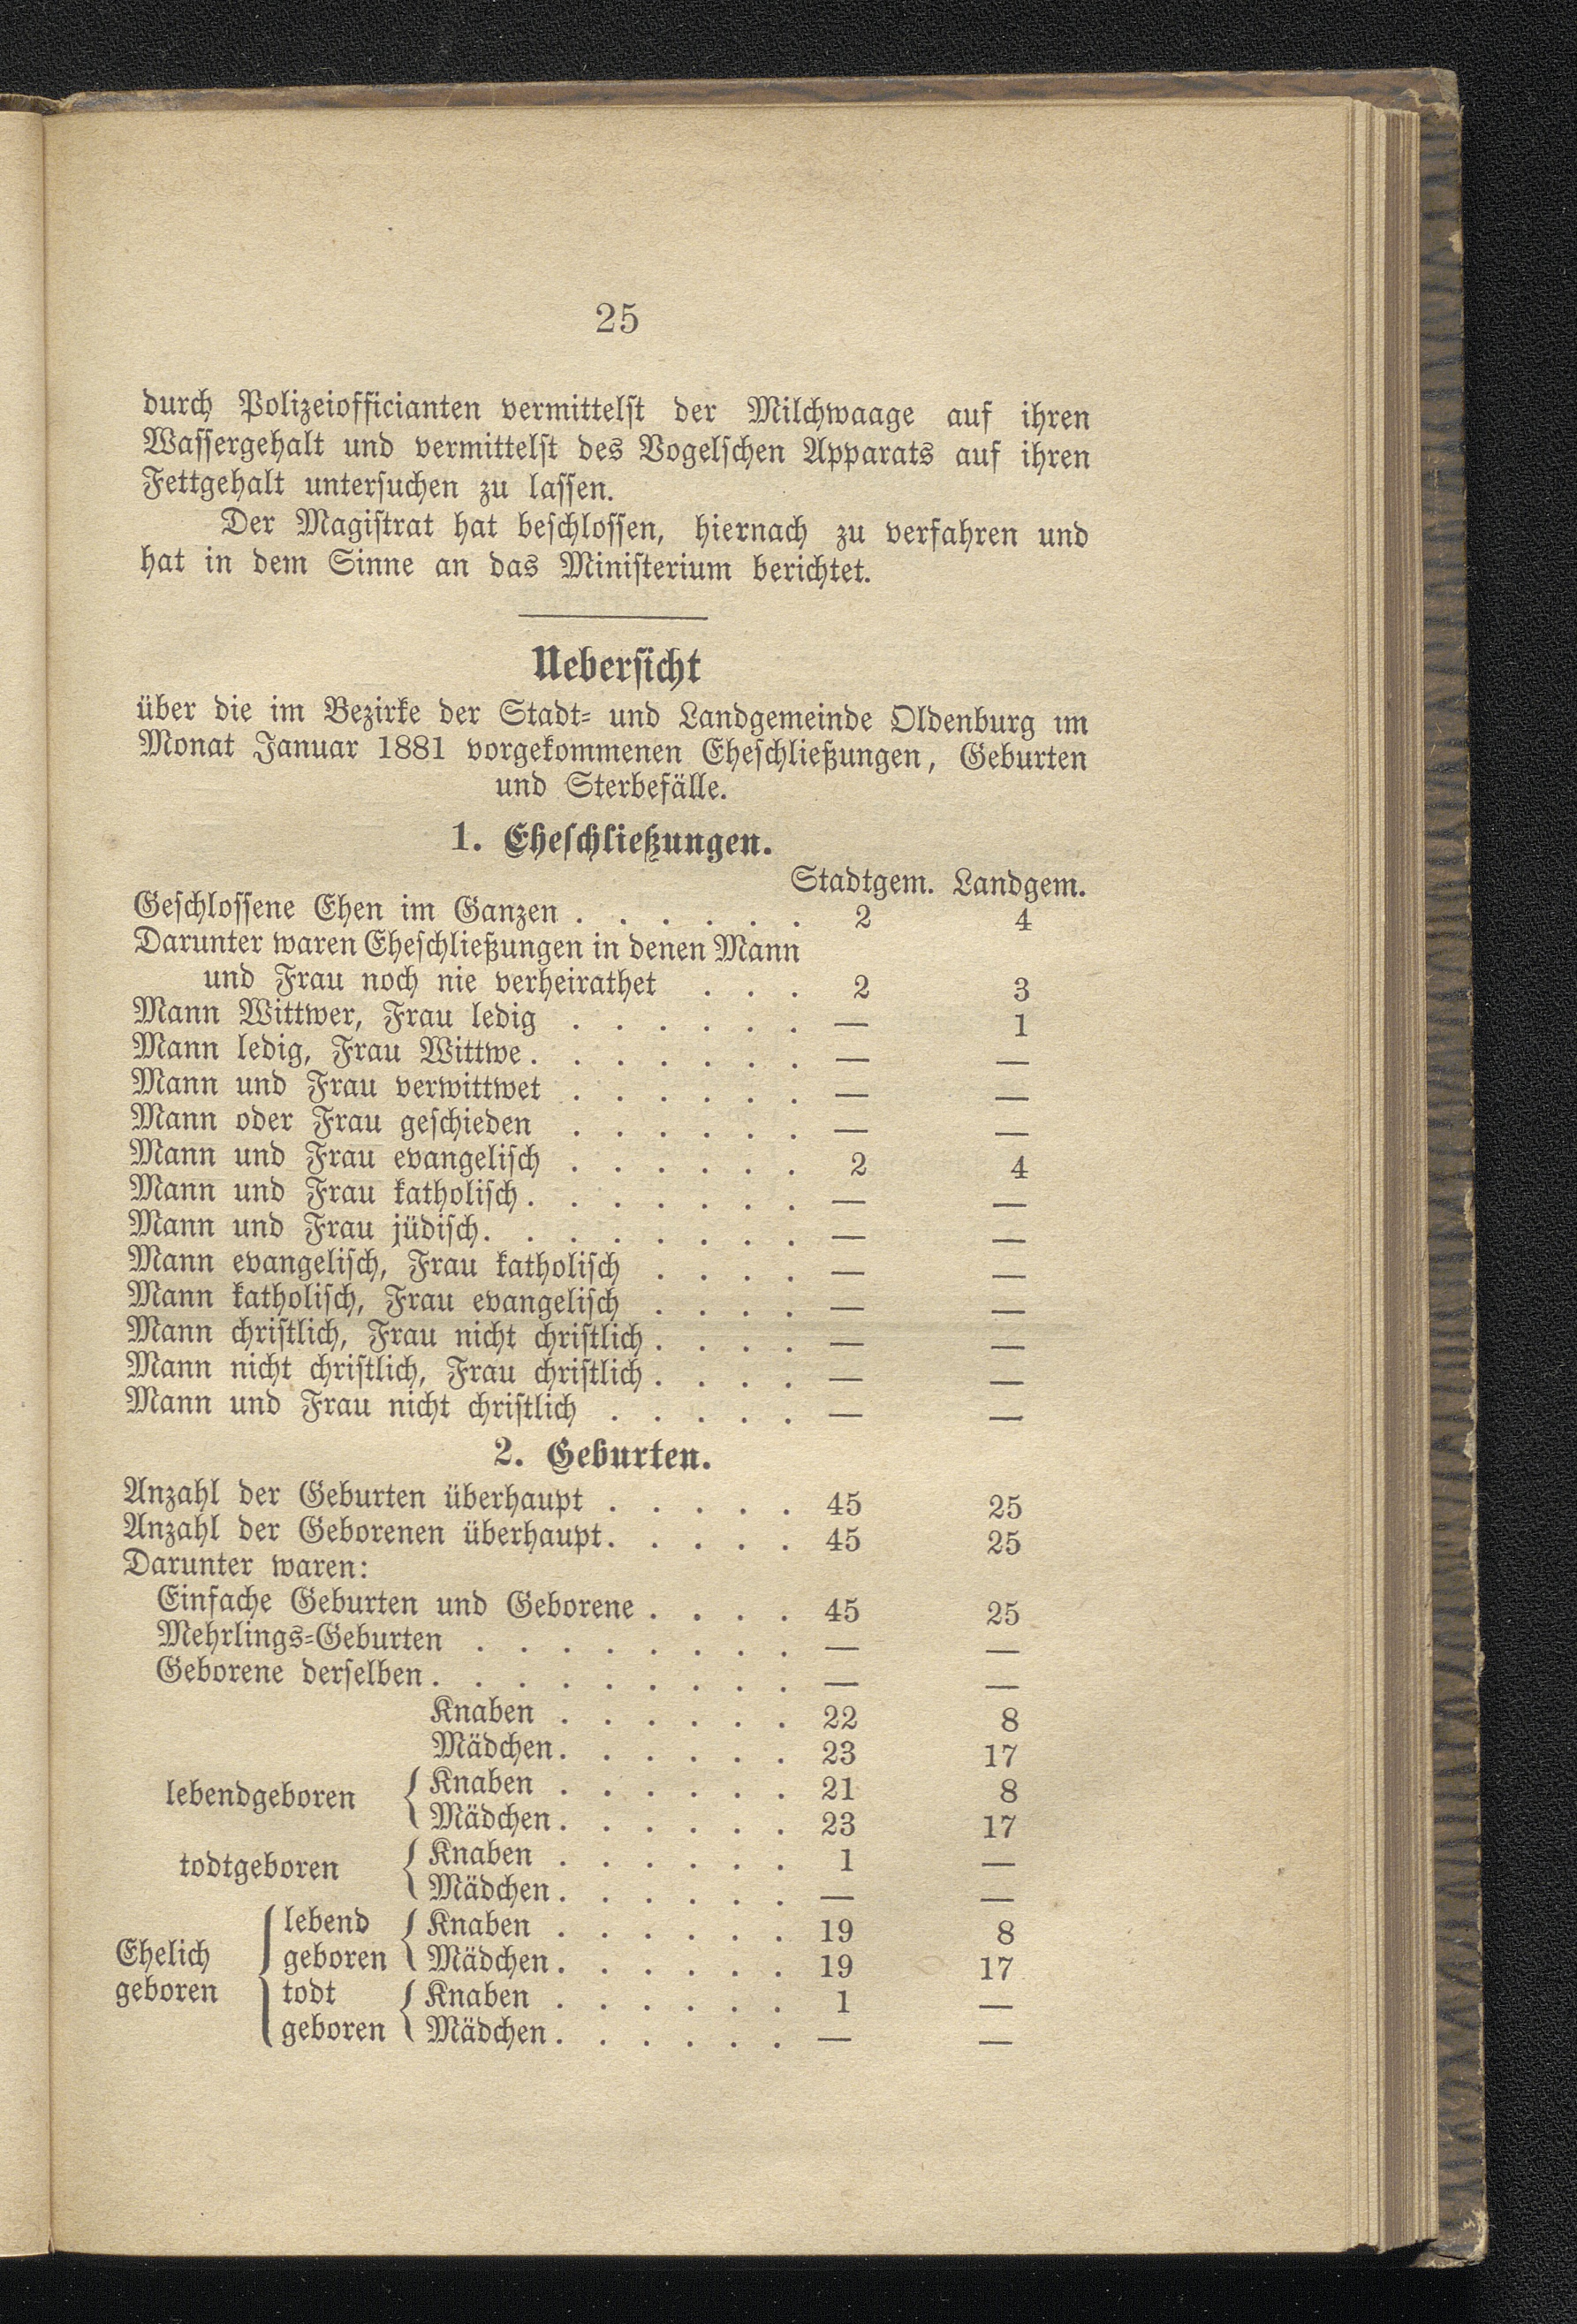 25
durch Polizeiofficianten vermittelst der Milchwaage auf ihren
Wassergehalt und vermittelst des Vogelschen Apparats auf ihren
Fettgehalt untersuchen zu lassen.
Der Magistrat hat beschlossen, hiernach zu verfahren und
hat in dem Sinne an das Ministerium berichtet.
Uebersicht
über die im Bezirke der Stadt- und Landgemeinde Oldenburg im
Monat Januar 1881 vorgekommenen Eheschließungen, Geburten
und Sterbefälle.
1. Eheschließungen.
Stadtgem. Landgem.
Geschlossene Ehen im Ganzen . . . . . . 2 4
Darunter waren Eheschließungen in denen Mann
und Frau noch nie verheirathet . . . 2 3
Mann Wittwer, Frau ledig . . . . . . — 1
Mann ledig, Frau Wittwe . . . . . . . — —
Mann und Frau verwittwet . . . . . . — —
Mann oder Frau geschieden . . . . . . — —
Mann und Frau evangelisch . . . . . . 2 4
Mann und Frau katholisch . . . . . . . — —
Mann und Frau jüdisch . . . . . . . . — —
Mann evangelisch, Frau katholisch . . . . — —
Mann katholisch, Frau evangelisch . . . . — —
Mann christlich, Frau nicht christlich . . . . — —
Mann nicht christlich, Frau christlich . . . . — —
Mann und Frau nicht christlich . . . . . — —
2. Geburten.
Anzahl der Geburten überhaupt . . . . . 45 25
Anzahl der Geborenen überhaupt . . . . . 45 25
Darunter waren:
Einfache Geburten und Geborene . . . . 45 25
Mehrlings-Geburten . . . . . . . . — —
Geborene derselben . . . . . . . . . — —
Knaben . . . . . . 22 8
Mädchen . . . . . . 23 17
lebendgeboren { Knaben . . . . . . 21 8
Mädchen . . . . . . 23 17
todtgeboren { Knaben . . . . . . 1 —
Mädchen . . . . . . — —
lebend { Knaben . . . . . . 19 8
Ehelich { geboren Mädchen . . . . . . 19 17
geboren todt { Knaben . . . . . . 1 —
geboren Mädchen . . . . . . — —